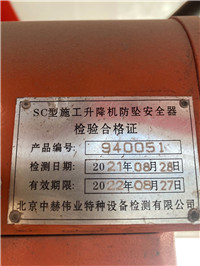 SC型施工升降机防坠安全器
检验合格证
产品编号: 940051
检测日期: 2021年08月28日
有效期限: 2022年08月27日
北京中赫伟业特种设备检测有限公司